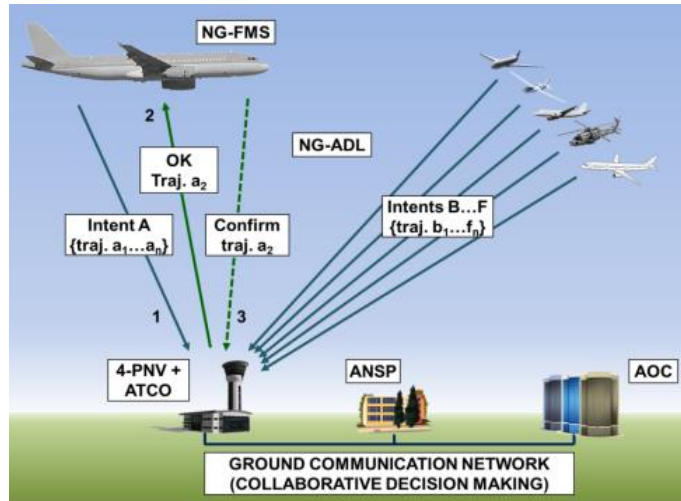 NG-FMS
2
NG-ADL
OK
Traj. a₂
Intent A
{traj. a₁...aₙ}
Confirm
traj. a₂
Intents B...F
{traj. b₁...fₙ}
1
3
4-PNV +
ATCO
ANSP
AOC
GROUND COMMUNICATION NETWORK
(COLLABORATIVE DECISION MAKING)